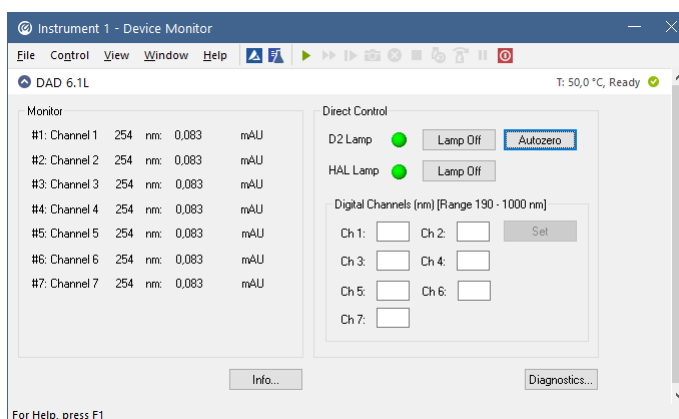 Instrument 1 - Device Monitor
File Control View Window Help
DAD 6.1L T: 50,0 °C, Ready
Monitor
#1: Channel 1 254 nm: 0,083 mAU
#2: Channel 2 254 nm: 0,083 mAU
#3: Channel 3 254 nm: 0,083 mAU
#4: Channel 4 254 nm: 0,083 mAU
#5: Channel 5 254 nm: 0,083 mAU
#6: Channel 6 254 nm: 0,083 mAU
#7: Channel 7 254 nm: 0,083 mAU
Direct Control
D2 Lamp Lamp Off Autozero
HAL Lamp Lamp Off
Digital Channels (nm) [Range 190 - 1000 nm]
Ch 1: Ch 2: Set
Ch 3: Ch 4:
Ch 5: Ch 6:
Ch 7:
Info... Diagnostics...
For Help, press F1